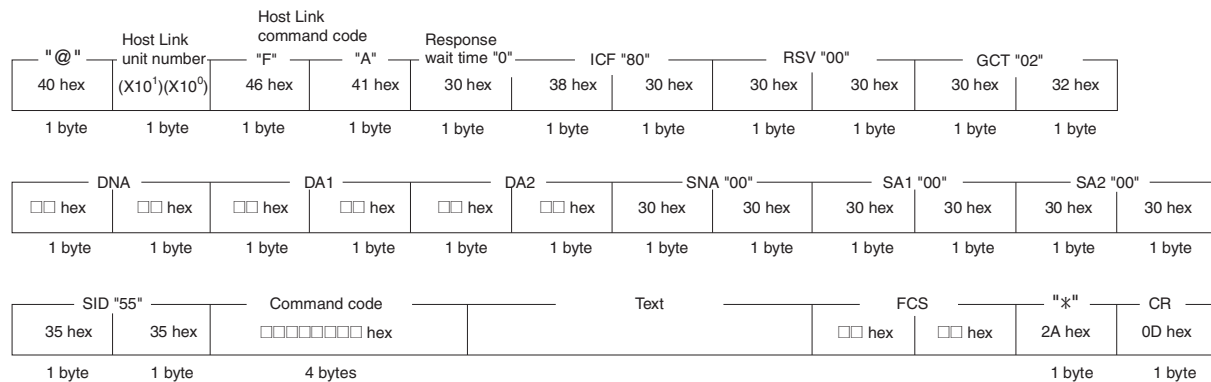 Host Link
command code
"@" Host Link unit number "F" "A" Response wait time "0" ICF "80" RSV "00" GCT "02"
40 hex (X10¹)(X10⁰) 46 hex 41 hex 30 hex 38 hex 30 hex 30 hex 30 hex 30 hex 32 hex
1 byte 1 byte 1 byte 1 byte 1 byte 1 byte 1 byte 1 byte 1 byte 1 byte 1 byte
DNA DA1 DA2 SNA "00" SA1 "00" SA2 "00"
□□ hex □□ hex □□ hex □□ hex □□ hex □□ hex 30 hex 30 hex 30 hex 30 hex 30 hex 30 hex
1 byte 1 byte 1 byte 1 byte 1 byte 1 byte 1 byte 1 byte 1 byte 1 byte 1 byte 1 byte
SID "55" Command code Text FCS "*" CR
35 hex 35 hex □□□□□□□□ hex □□ hex □□ hex 2A hex 0D hex
1 byte 1 byte 4 bytes 1 byte 1 byte